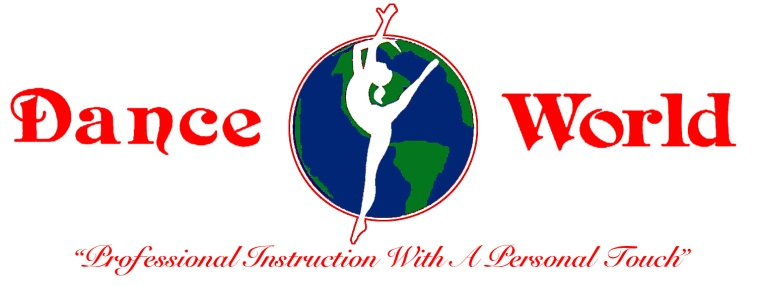 Dance World
“Professional Instruction With A Personal Touch”